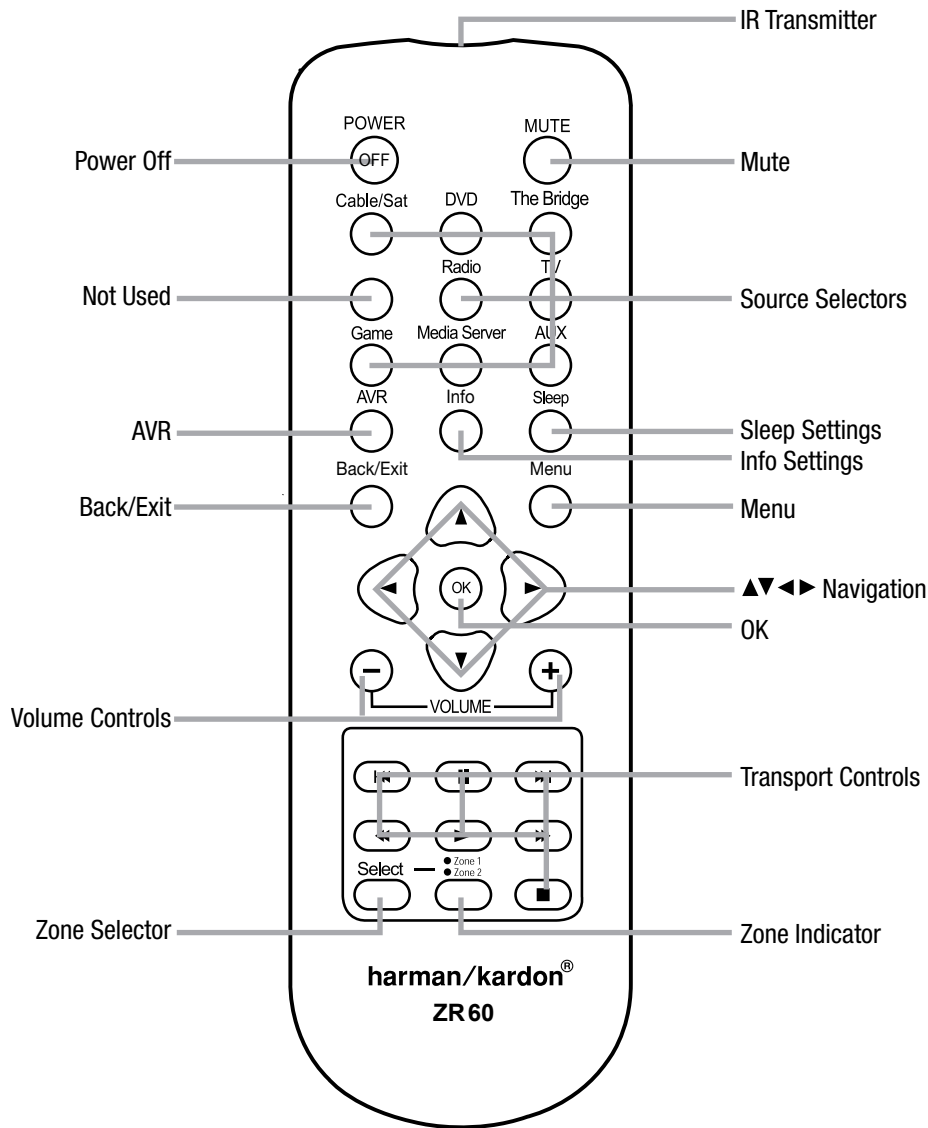 IR Transmitter
POWER
MUTE
Power Off
OFF
Mute
Cable/Sat
DVD
The Bridge
Radio
TV
Not Used
Source Selectors
Game
Media Server
AUX
AVR
Info
Sleep
AVR
Sleep Settings
Info Settings
Back/Exit
Menu
Back/Exit
Menu
▲
◄
OK
►
▲▼◄► Navigation
▼
OK
−
+
VOLUME
Volume Controls
Transport Controls
Select
Zone 1
Zone 2
Zone Selector
Zone Indicator
harman/kardon®
ZR 60